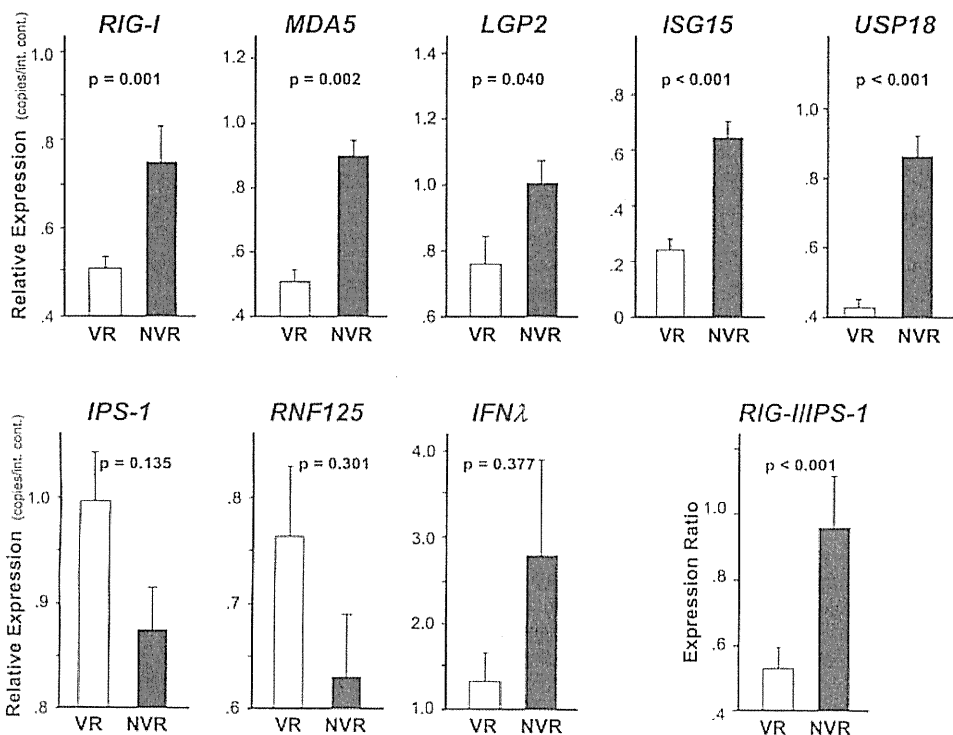 RIG-I MDA5 LGP2 ISG15 USP18
Relative Expression (copies/int. cont.)
1.0 .8 .6 .4
p = 0.001
VR NVR
1.2 1.0 .8 .6 .4
p = 0.002
VR NVR
1.4 1.2 1.0 .8 .6
p = 0.040
VR NVR
.8 .6 .4 .2 0
p < 0.001
VR NVR
1.0 .8 .6 .4
p < 0.001
VR NVR
IPS-1 RNF125 IFNλ RIG-I/IPS-1
Relative Expression (copies/int. cont.)
1.0 .9 .8
p = 0.135
VR NVR
.8 .7 .6
p = 0.301
VR NVR
4.0 3.0 2.0 1.0
p = 0.377
VR NVR
Expression Ratio
1.0 .8 .6 .4
p < 0.001
VR NVR